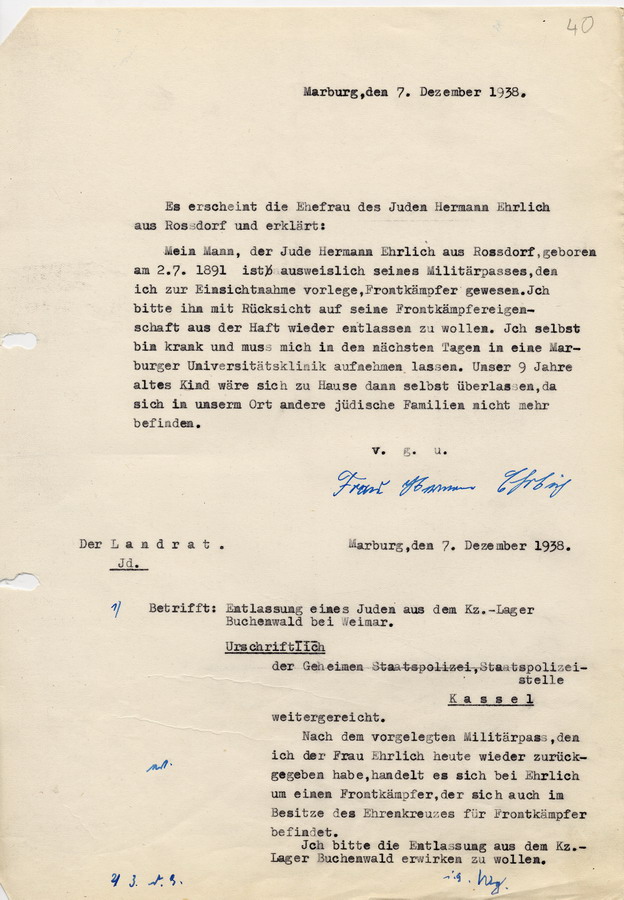 40
Marburg,den 7. Dezember 1938.
Es erscheint die Ehefrau des Juden Hermann Ehrlich
aus Rossdorf und erklärt:
Mein Mann, der Jude Hermann Ehrlich aus Rossdorf,geboren
am 2.7. 1891 ist ausweislich seines Militärpasses,den
ich zur Einsichtnahme vorlege,Frontkämpfer gewesen.Ich
bitte ihn mit Rücksicht auf seine Frontkämpfereigen-
schaft aus der Haft wieder entlassen zu wollen. Ich selbst
bin krank und muss mich in den nächsten Tagen in eine Mar-
burger Universitätsklinik aufnehmen lassen. Unser 9 Jahre
altes Kind wäre sich zu Hause dann selbst überlassen,da
sich in unserm Ort andere jüdische Familien nicht mehr
befinden.
v. g. u.
Frau Hermann Ehrlich
Der L a n d r a t . Marburg,den 7. Dezember 1938.
Jd.
1) Betrifft: Entlassung eines Juden aus dem Kz.-Lager
Buchenwald bei Weimar.
Urschriftlich
der Geheimen Staatspolizei,Staatspolizei-
stelle
K a s s e l
weitergereicht.
Nach dem vorgelegten Militärpass,den
ich der Frau Ehrlich heute wieder zurück-
gegeben habe,handelt es sich bei Ehrlich
um einen Frontkämpfer,der sich auch im
Besitze des Ehrenkreuzes für Frontkämpfer
befindet.
Ich bitte die Entlassung aus dem Kz.-
Lager Buchenwald erwirken zu wollen.
2) z. d. A.